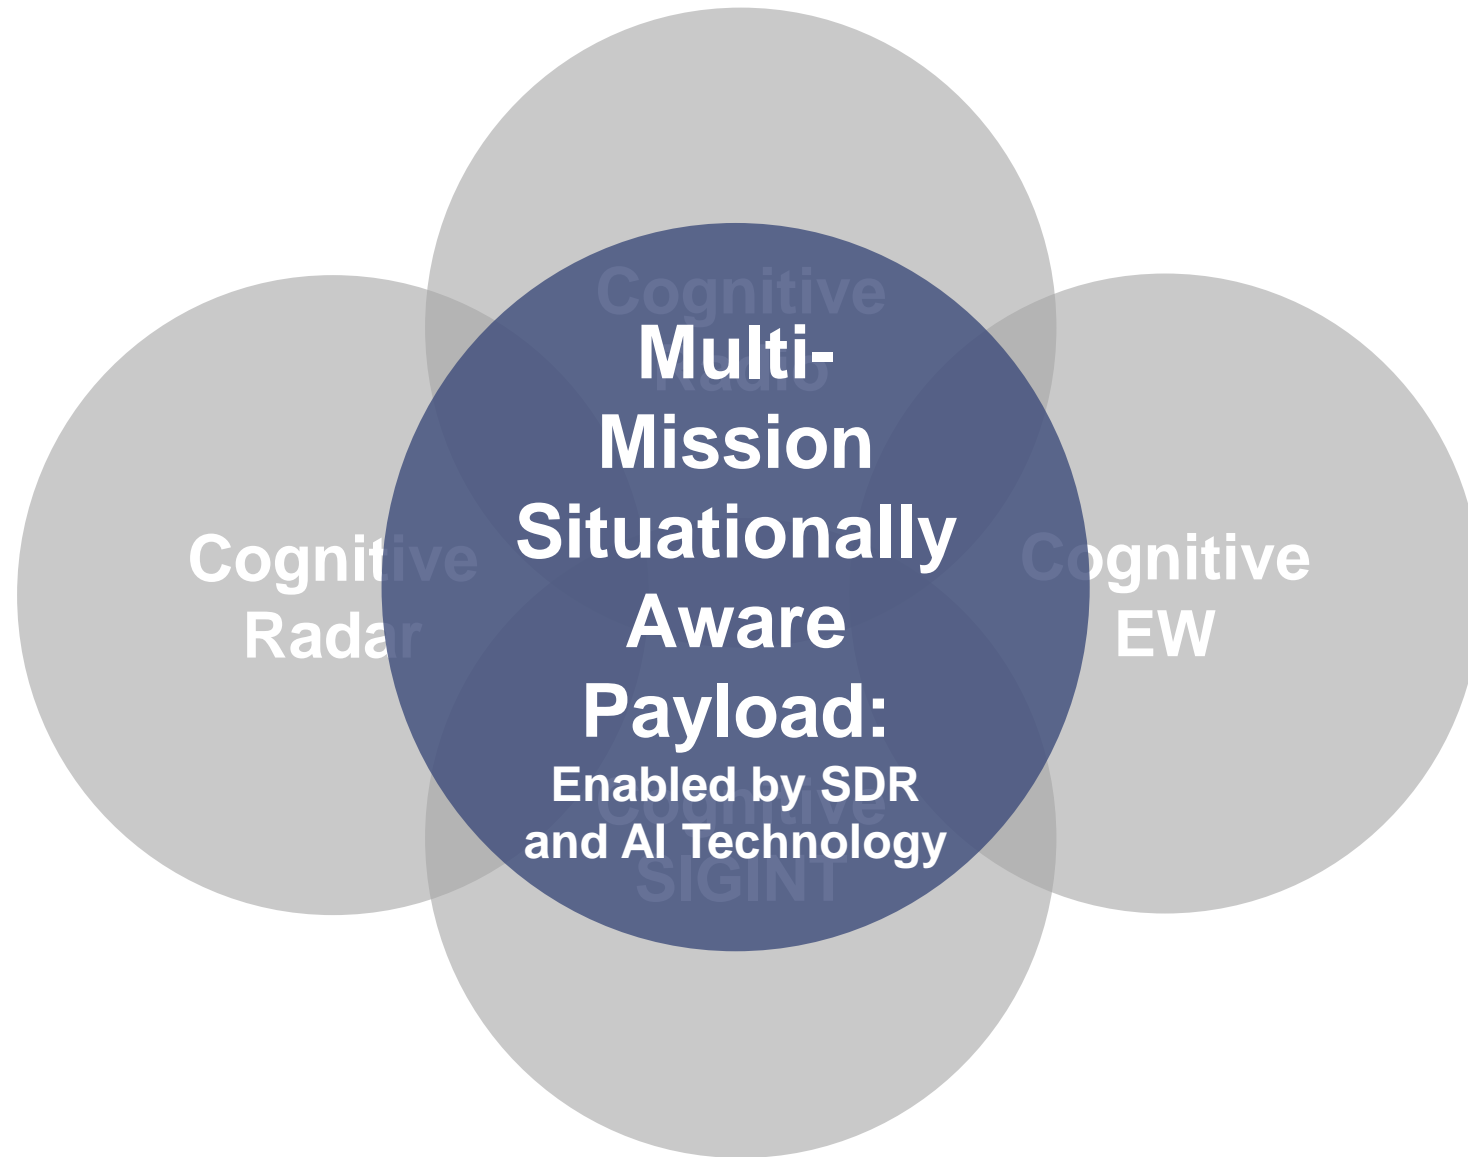 Cognitive
Radio
Multi-
Mission
Situationally
Aware
Payload:
Enabled by SDR
and AI Technology
Cognitive
Radar
Cognitive
EW
Cognitive
SIGINT